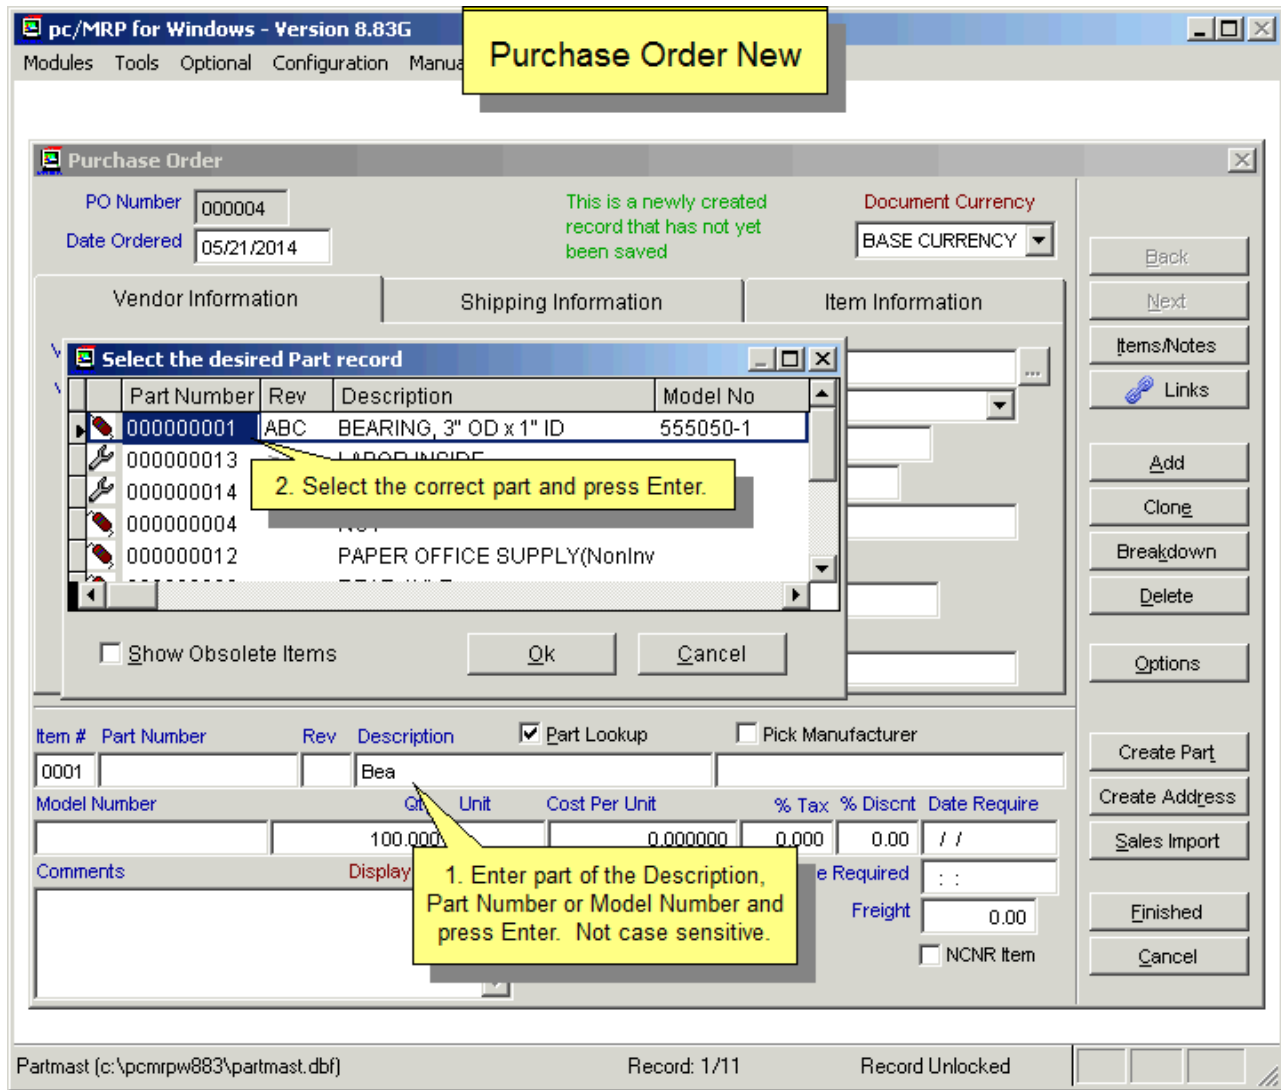 pc/MRP for Windows - Version 8.83G
Purchase Order New
Modules Tools Optional Configuration
Purchase Order
PO Number 000004
This is a newly created
record that has not yet
been saved
Document Currency
Date Ordered 05/21/2014
BASE CURRENCY
Vendor Information Shipping Information Item Information
Select the desired Part record
Part Number Rev Description Model No
000000001 ABC BEARING, 3" OD x 1" ID 555050-1
000000013 LABOR INSIDE
000000014
2. Select the correct part and press Enter.
000000004 NUT
000000012 PAPER OFFICE SUPPLY(NonInv
Show Obsolete Items Ok Cancel
Item # Part Number Rev Description Part Lookup Pick Manufacturer
0001 Bea
Model Number Unit Cost Per Unit % Tax % Discnt Date Require
100.000 0.000000 0.000 0.00 / /
Comments Display
1. Enter part of the Description,
Part Number or Model Number and
press Enter. Not case sensitive.
Required : :
Freight 0.00
NCNR Item
Back
Next
Items/Notes
Links
Add
Clone
Breakdown
Delete
Options
Create Part
Create Address
Sales Import
Finished
Cancel
Partmast (c:\pcmrpw883\partmast.dbf) Record: 1/11 Record Unlocked